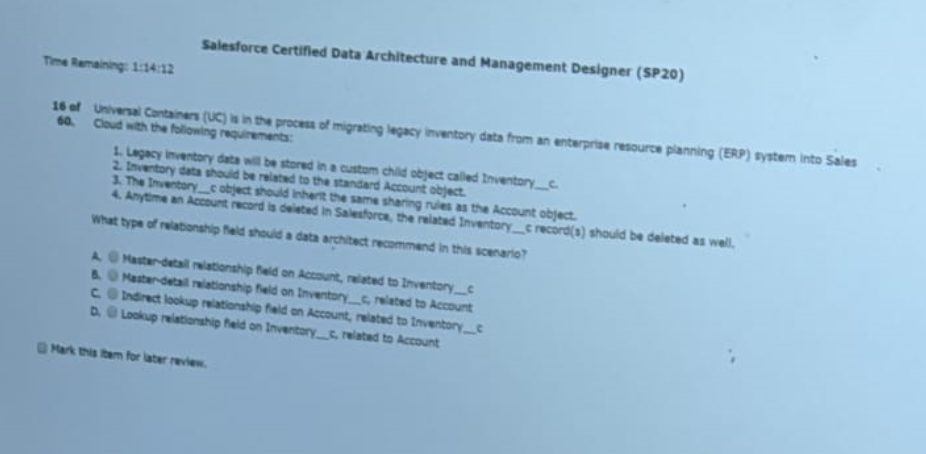 Salesforce Certified Data Architecture and Management Designer (SP20)
Time Remaining: 1:14:12
16 of 60. Universal Containers (UC) is in the process of migrating legacy inventory data from an enterprise resource planning (ERP) system into Sales
Cloud with the following requirements:
1. Legacy inventory data will be stored in a custom child object called Inventory__c.
2. Inventory data should be related to the standard Account object.
3. The Inventory__c object should inherit the same sharing rules as the Account object.
4. Anytime an Account record is deleted in Salesforce, the related Inventory__c record(s) should be deleted as well.
What type of relationship field should a data architect recommend in this scenario?
A. Master-detail relationship field on Account, related to Inventory__c
B. Master-detail relationship field on Inventory__c, related to Account
C. Indirect lookup relationship field on Account, related to Inventory__c
D. Lookup relationship field on Inventory__c, related to Account
Mark this item for later review.